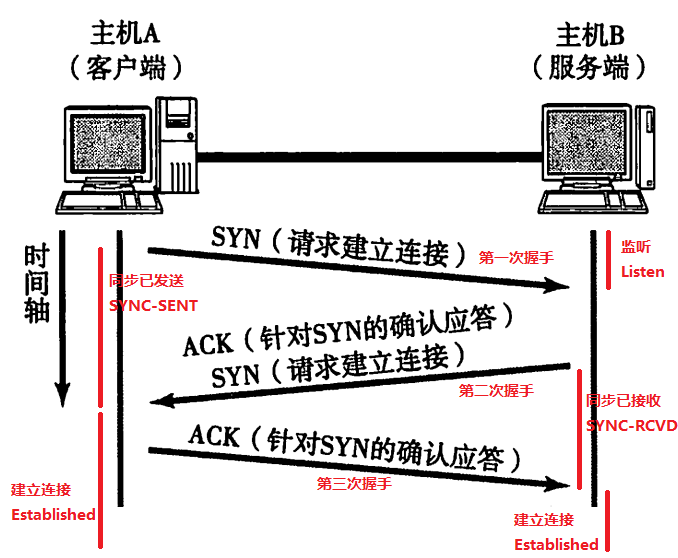 主机A
（客户端）
主机B
（服务端）
时间轴
SYN（请求建立连接）
第一次握手
监听
Listen
同步已发送
SYNC-SENT
ACK（针对SYN的确认应答）
SYN（请求建立连接）
第二次握手
同步已接收
SYNC-RCVD
ACK（针对SYN的确认应答）
第三次握手
建立连接
Established
建立连接
Established